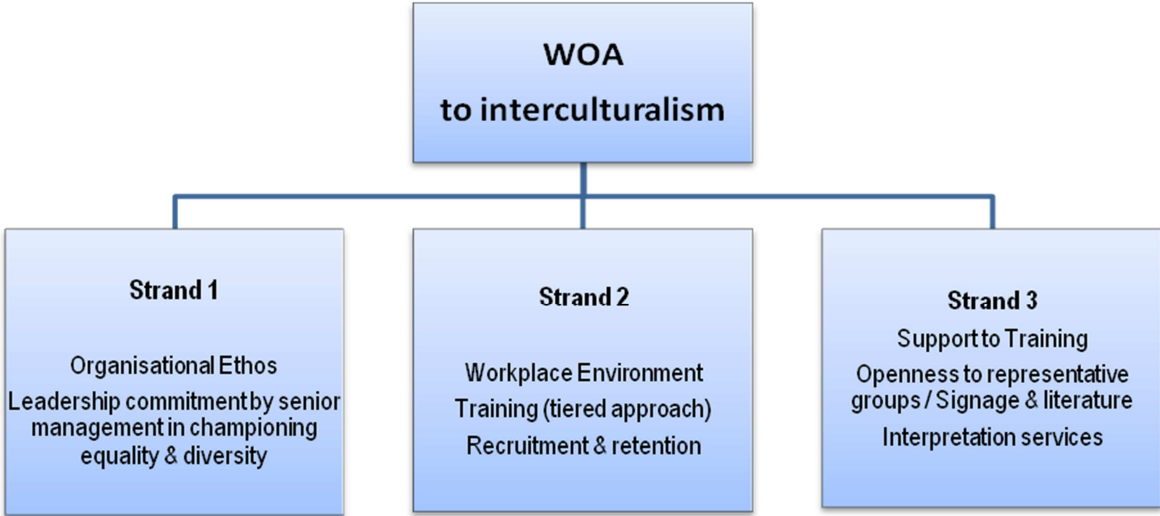 WOA
to interculturalism
Strand 1
Organisational Ethos
Leadership commitment by senior
management in championing
equality & diversity
Strand 2
Workplace Environment
Training (tiered approach)
Recruitment & retention
Strand 3
Support to Training
Openness to representative
groups / Signage & literature
Interpretation services